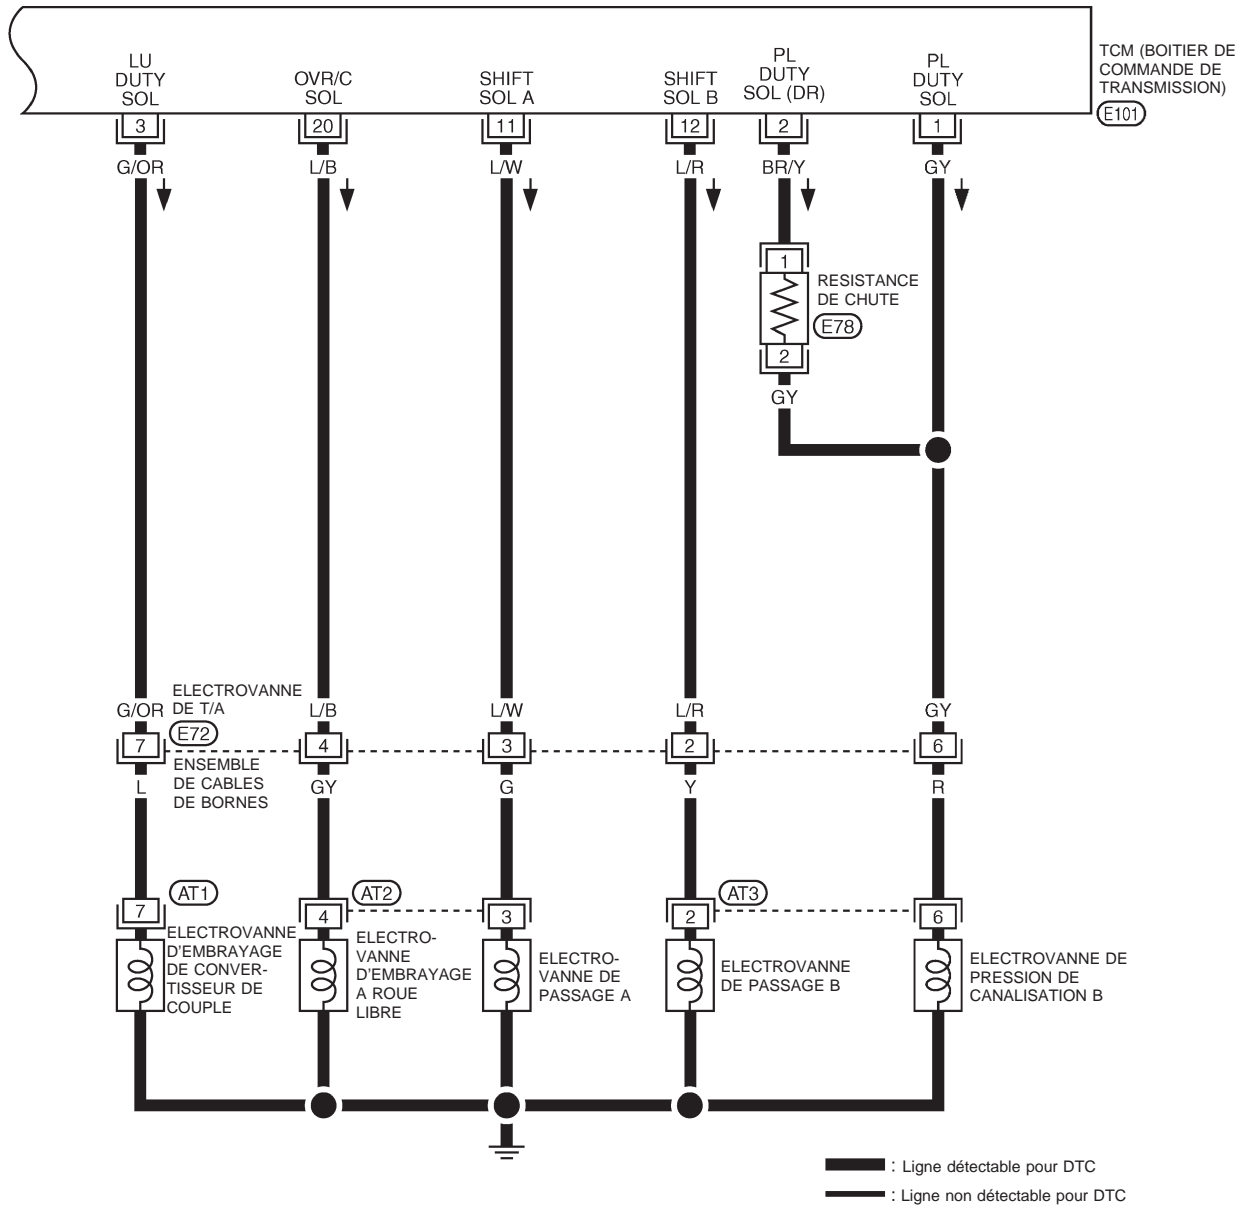 TCM (BOITIER DE
COMMANDE DE
TRANSMISSION)
E101
LU
DUTY
SOL
OVR/C
SOL
SHIFT
SOL A
SHIFT
SOL B
PL
DUTY
SOL (DR)
PL
DUTY
SOL
3
20
11
12
2
1
G/OR
L/B
L/W
L/R
BR/Y
GY
1
RESISTANCE
DE CHUTE
E78
2
GY
ELECTROVANNE
DE T/A
E72
G/OR
L/B
L/W
L/R
GY
7
4
3
2
6
ENSEMBLE
DE CABLES
DE BORNES
L
GY
G
Y
R
AT1
AT2
AT3
7
4
3
2
6
ELECTROVANNE
D'EMBRAYAGE
DE CONVER-
TISSEUR DE
COUPLE
ELECTRO-
VANNE
D'EMBRAYAGE
A ROUE
LIBRE
ELECTRO-
VANNE DE
PASSAGE A
ELECTROVANNE
DE PASSAGE B
ELECTROVANNE DE
PRESSION DE
CANALISATION B
: Ligne détectable pour DTC
: Ligne non détectable pour DTC